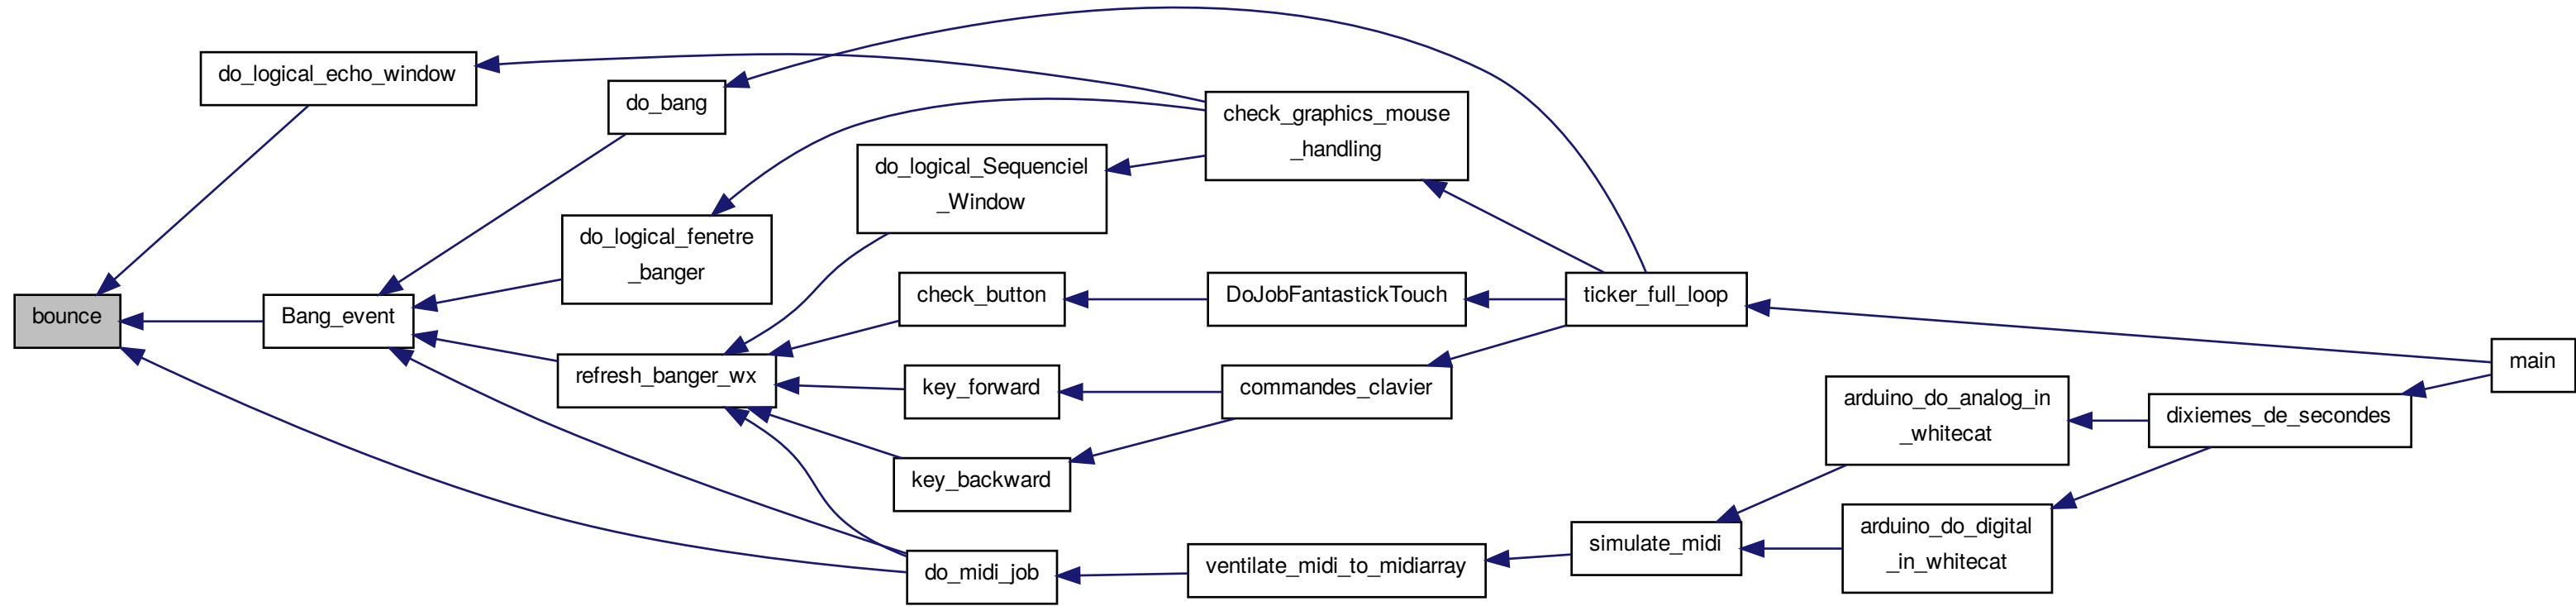 do_logical_echo_window
do_bang
check_graphics_mouse
_handling
do_logical_Sequenciel
_Window
do_logical_fenetre
_banger
bounce
Bang_event
check_button
DoJobFantastickTouch
ticker_full_loop
refresh_banger_wx
key_forward
commandes_clavier
main
arduino_do_analog_in
_whitecat
dixiemes_de_secondes
key_backward
do_midi_job
ventilate_midi_to_midiarray
simulate_midi
arduino_do_digital
_in_whitecat